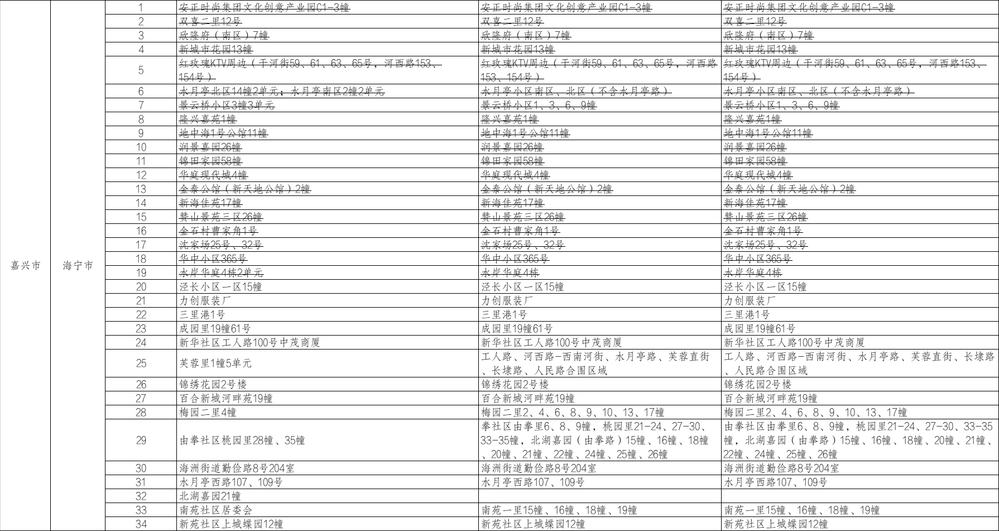 嘉兴市
海宁市
1 安正时尚集团文化创意产业园C1-3幢 安正时尚集团文化创意产业园C1-3幢 安正时尚集团文化创意产业园C1-3幢
2 双喜二里12号 双喜二里12号 双喜二里12号
3 欣隆府（南区）7幢 欣隆府（南区）7幢 欣隆府（南区）7幢
4 新城市花园13幢 新城市花园13幢 新城市花园13幢
5 红玫瑰KTV周边（干河街59、61、63、65号，河西路153、 红玫瑰KTV周边（干河街59、61、63、65号，河西路 红玫瑰KTV周边（干河街59、61、63、65号，河西路153、
154号） 153、154号） 154号）
6 水月亭北区14幢2单元；水月亭南区2幢2单元 水月亭小区南区、北区（不含水月亭路） 水月亭小区南区、北区（不含水月亭路）
7 景云桥小区3幢3单元 景云桥小区1、3、6、9幢 景云桥小区1、3、6、9幢
8 隆兴嘉苑1幢 隆兴嘉苑1幢 隆兴嘉苑1幢
9 地中海1号公馆11幢 地中海1号公馆11幢 地中海1号公馆11幢
10 润景嘉园26幢 润景嘉园26幢 润景嘉园26幢
11 锦田家园58幢 锦田家园58幢 锦田家园58幢
12 华庭现代城4幢 华庭现代城4幢 华庭现代城4幢
13 金泰公馆（新天地公馆）2幢 金泰公馆（新天地公馆）2幢 金泰公馆（新天地公馆）2幢
14 新海佳苑17幢 新海佳苑17幢 新海佳苑17幢
15 赞山景苑三区26幢 赞山景苑三区26幢 赞山景苑三区26幢
16 金石村曹家角1号 金石村曹家角1号 金石村曹家角1号
17 沈家场25号、32号 沈家场25号、32号 沈家场25号、32号
18 华中小区365号 华中小区365号 华中小区365号
19 水岸华庭4栋2单元 水岸华庭4栋 水岸华庭4栋
20 泾长小区一区15幢 泾长小区一区15幢 泾长小区一区15幢
21 力创服装厂 力创服装厂 力创服装厂
22 三里港1号 三里港1号 三里港1号
23 成园里19幢61号 成园里19幢61号 成园里19幢61号
24 新华社区工人路100号中茂商厦 新华社区工人路100号中茂商厦 新华社区工人路100号中茂商厦
25 芙蓉里1幢5单元 工人路、河西路-西南河街、水月亭路、芙蓉直街 工人路、河西路-西南河街、水月亭路、芙蓉直街、长埭路
、长埭路、人民路合围区域 、人民路合围区域
26 锦绣花园2号楼 锦绣花园2号楼 锦绣花园2号楼
27 百合新城河畔苑19幢 百合新城河畔苑19幢 百合新城河畔苑19幢
28 梅园二里4幢 梅园二里2、4、6、8、9、10、13、17幢 梅园二里2、4、6、8、9、10、13、17幢
29 由拳社区桃园里28幢、35幢 拳社区由拳里6、8、9幢，桃园里21-24、27-30、 由拳社区由拳里6、8、9幢，桃园里21-24、27-30、33-35
33-35幢，北湖嘉园（由拳路）15幢、16幢、18幢 幢，北湖嘉园（由拳路）15幢、16幢、18幢、20幢、21幢、
、20幢、21幢、22幢、24幢、25幢、26幢 22幢、24幢、25幢、26幢
30 海洲街道勤俭路8号204室 海洲街道勤俭路8号204室 海洲街道勤俭路8号204室
31 水月亭西路107、109号 水月亭西路107、109号 水月亭西路107、109号
32 北湖嘉园21幢
33 南苑社区居委会 南苑一里15幢、16幢、18幢、19幢 南苑一里15幢、16幢、18幢、19幢
34 新苑社区上城蝶园12幢 新苑社区上城蝶园12幢 新苑社区上城蝶园12幢